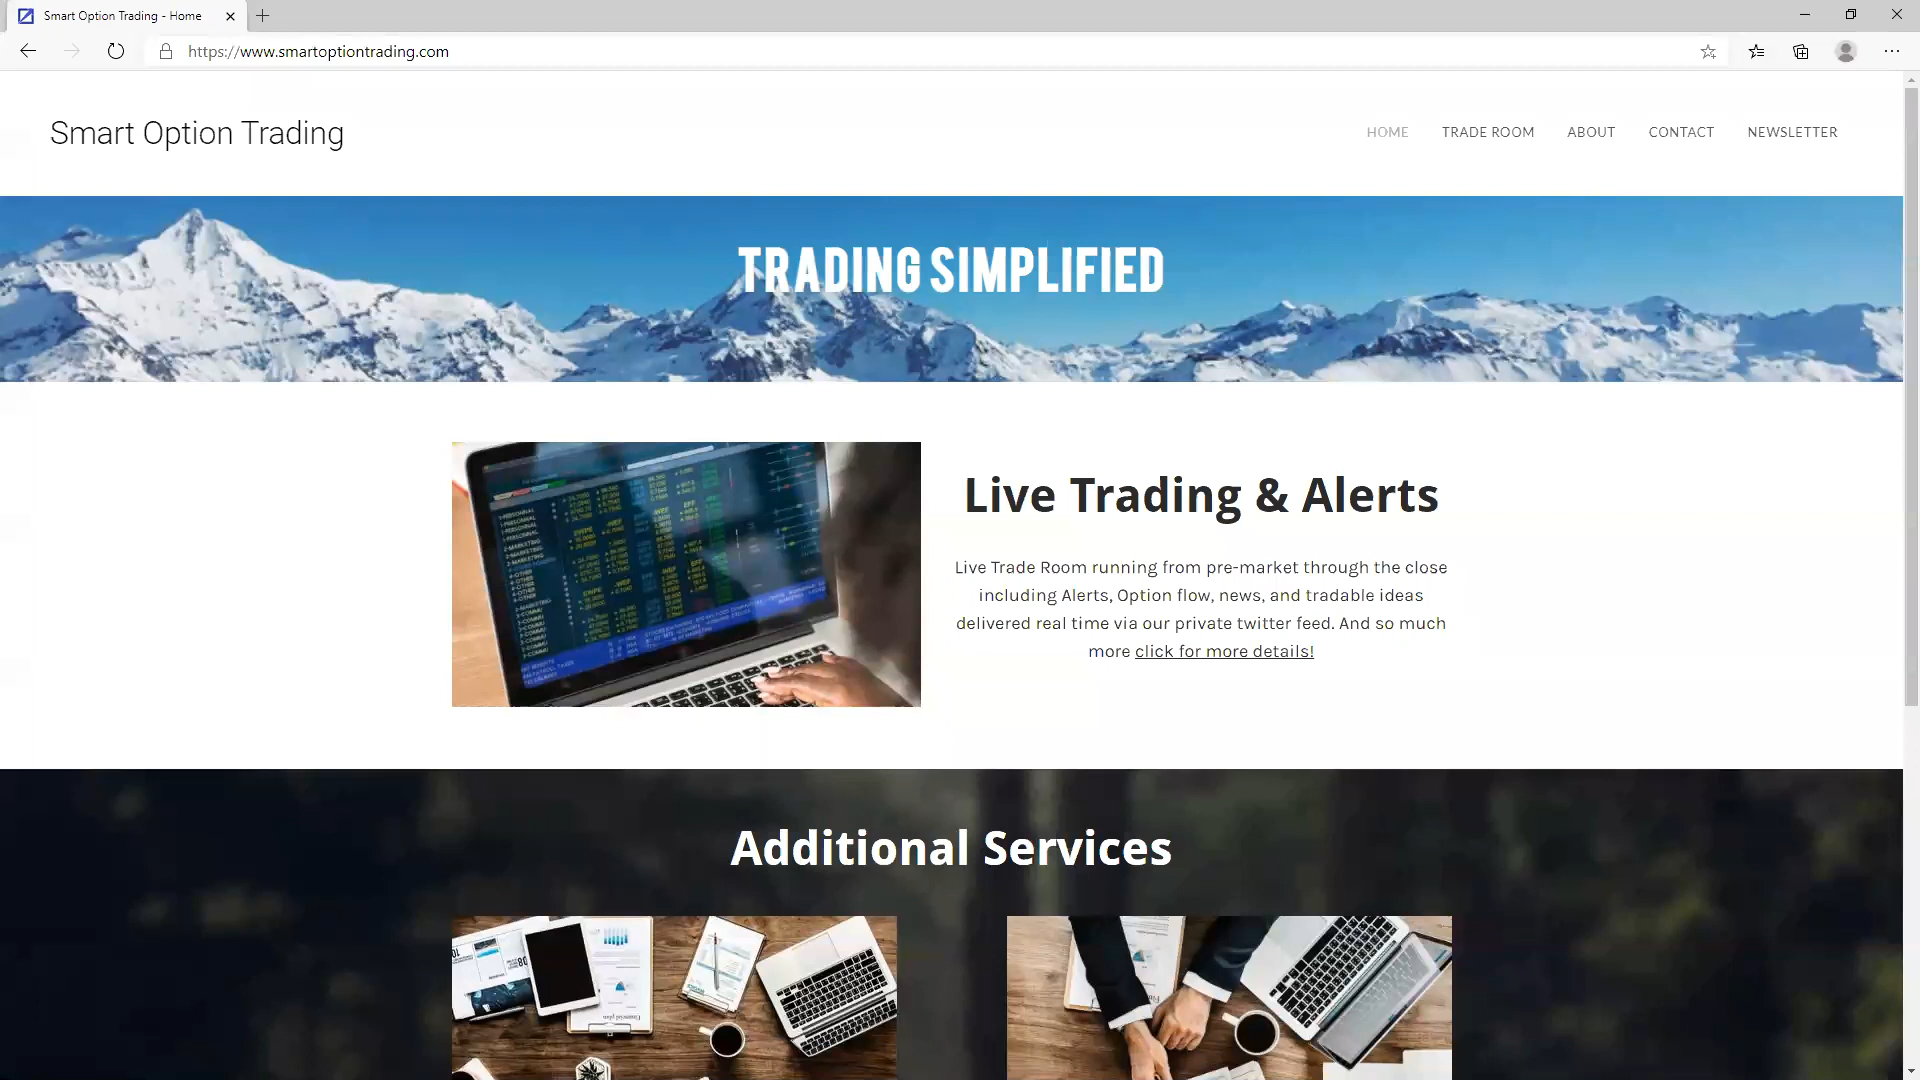 Smart Option Trading - Home
https://www.smartoptiontrading.com
Smart Option Trading
HOME TRADE ROOM ABOUT CONTACT NEWSLETTER
TRADING SIMPLIFIED
Live Trading & Alerts
Live Trade Room running from pre-market through the close
including Alerts, Option flow, news, and tradable ideas
delivered real time via our private twitter feed. And so much
more click for more details!
Additional Services